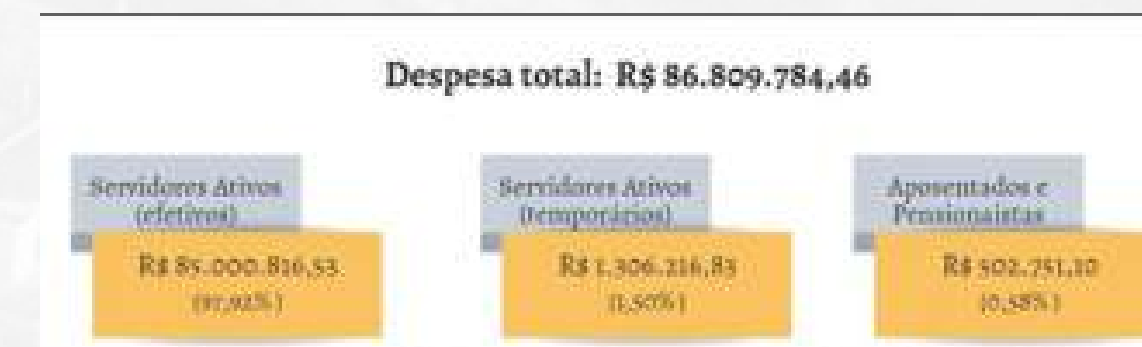 Despesa total: R$ 86.809.784,46
Servidores Ativos
(efetivos)
R$ 85.000.816,53
(97,92%)
Servidores Ativos
(temporários)
R$ 1.306.216,83
(1,50%)
Aposentados e
Pensionaistas
R$ 502.751,10
(0,58%)